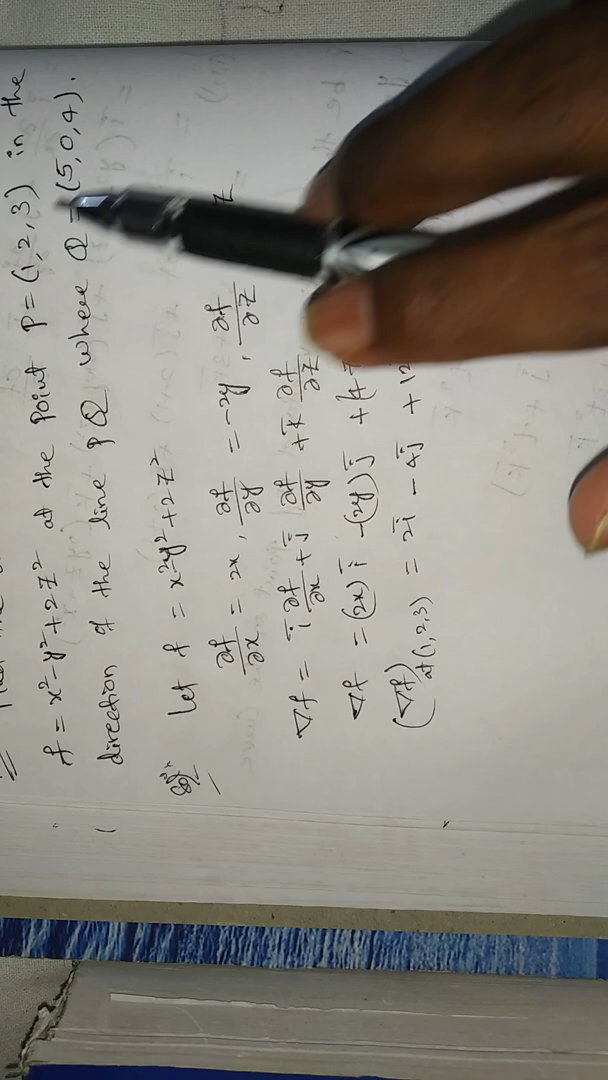 f = x²-y²+2z² at the point P = (1,2,3) in the
direction of the line PQ where Q = (5,0,4).
Let f = x²-y²+2z²
∂f/∂x = 2x, ∂f/∂y = -2y, ∂f/∂z z
∇f = i̅ ∂f/∂x + j̅ ∂f/∂y + k̅ ∂f/∂z
∇f = (2x) i̅ -(2y) j̅ + (4z
(∇f) at (1,2,3) = 2i̅ - 4j̅ + 12